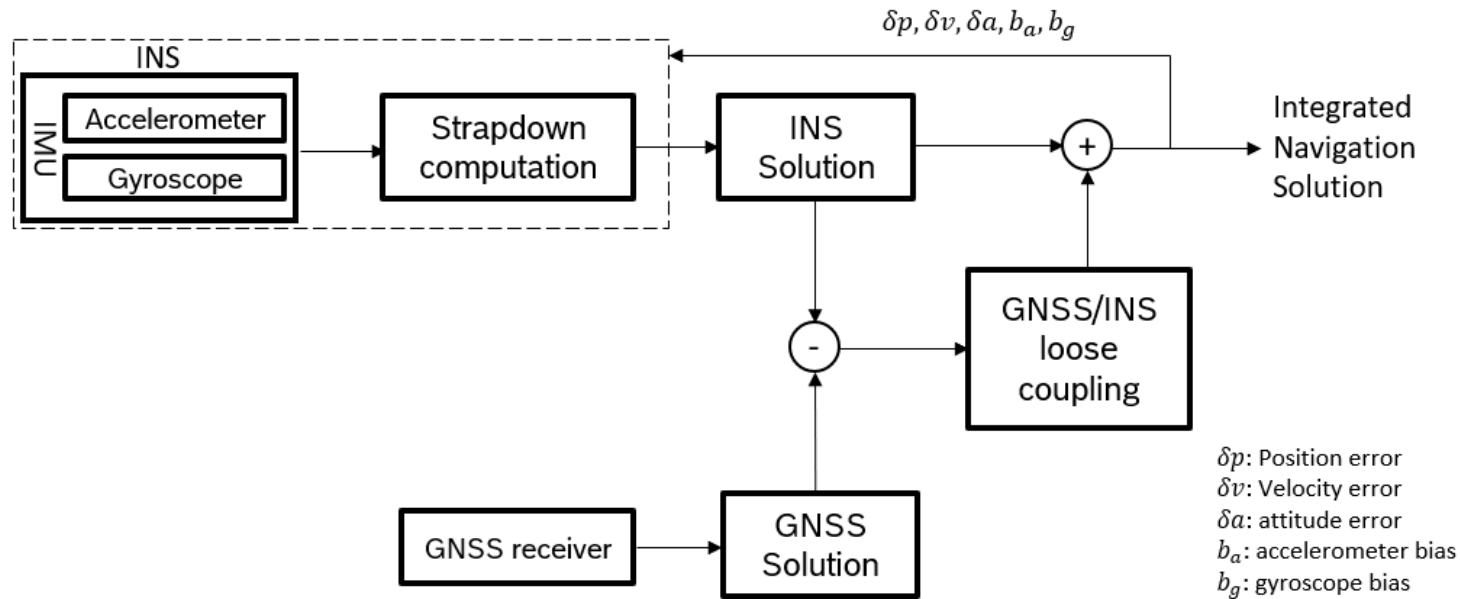 δp, δv, δa, b_a, b_g
INS
IMU
Accelerometer
Gyroscope
Strapdown
computation
INS
Solution
+
Integrated
Navigation
Solution
-
GNSS/INS
loose
coupling
GNSS receiver
GNSS
Solution
δp: Position error
δv: Velocity error
δa: attitude error
b_a: accelerometer bias
b_g: gyroscope bias